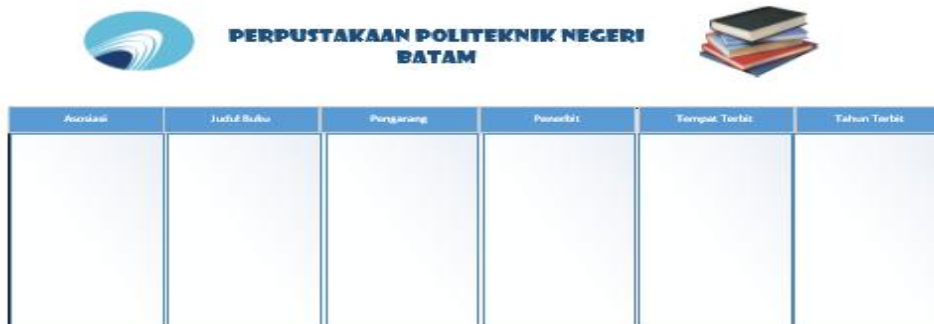 PERPUSTAKAAN POLITEKNIK NEGERI
BATAM
Asosiasi Judul Buku Pengarang Penerbit Tempat Terbit Tahun Terbit